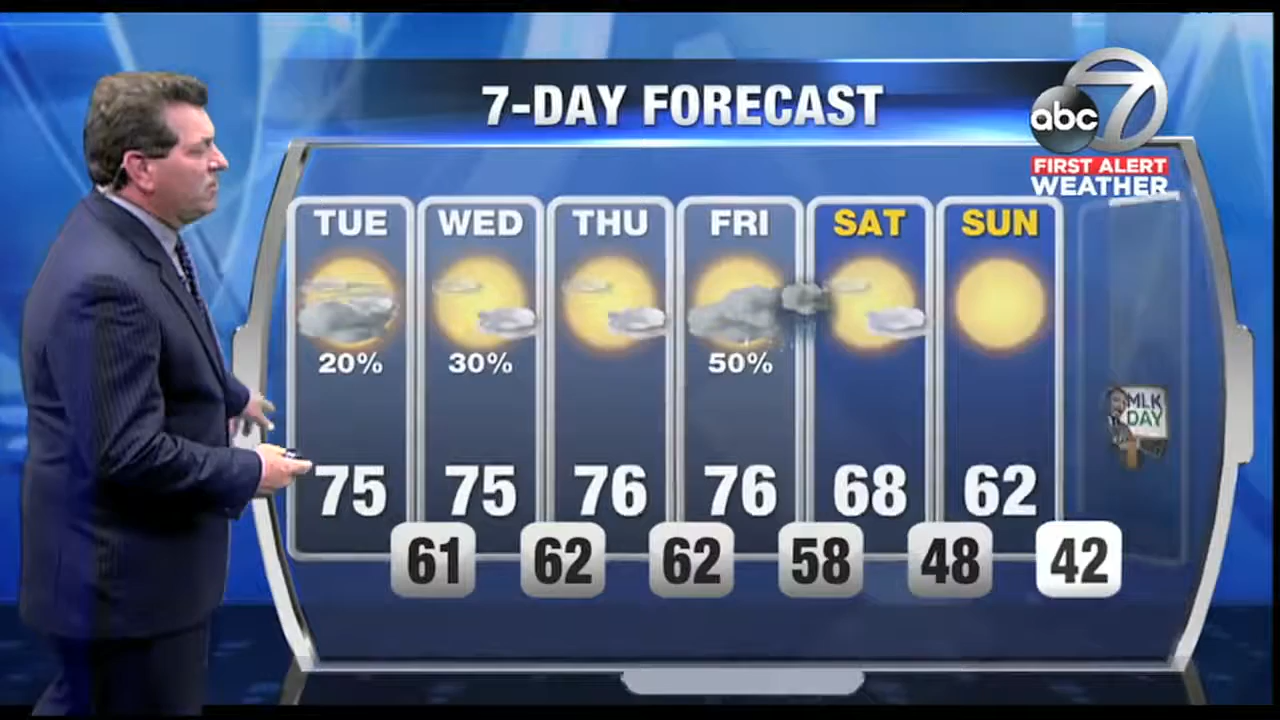 7-DAY FORECAST
abc 7
FIRST ALERT
WEATHER
TUE WED THU FRI SAT SUN
20% 30% 50%
MLK
DAY
75 75 76 76 68 62
61 62 62 58 48 42